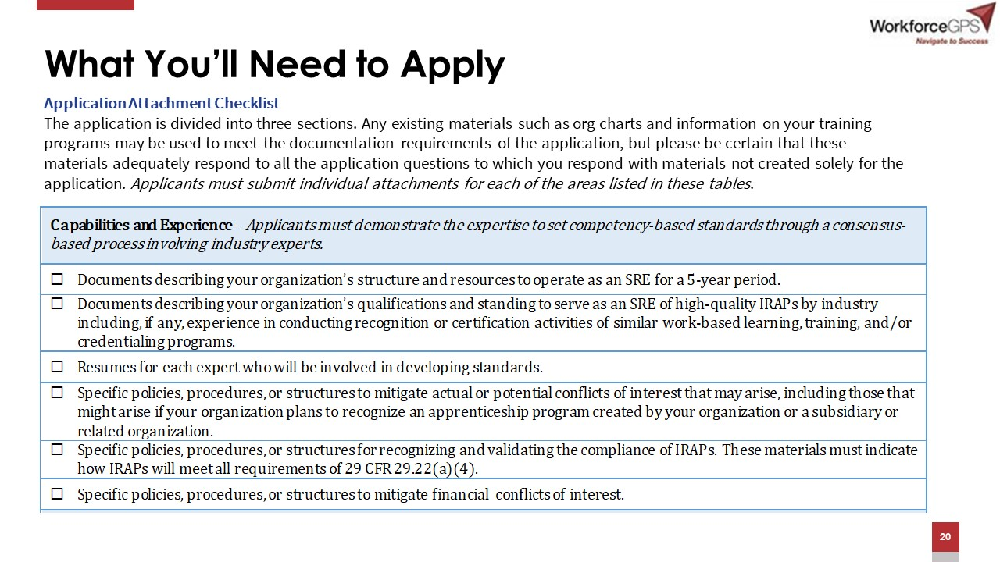 WorkforceGPS
Navigate to Success
What You’ll Need to Apply
Application Attachment Checklist
The application is divided into three sections. Any existing materials such as org charts and information on your training
programs may be used to meet the documentation requirements of the application, but please be certain that these
materials adequately respond to all the application questions to which you respond with materials not created solely for the
application. Applicants must submit individual attachments for each of the areas listed in these tables.
Capabilities and Experience – Applicants must demonstrate the expertise to set competency-based standards through a consensus-
based process involving industry experts.
☐ Documents describing your organization’s structure and resources to operate as an SRE for a 5-year period.
☐ Documents describing your organization’s qualifications and standing to serve as an SRE of high-quality IRAPs by industry
including, if any, experience in conducting recognition or certification activities of similar work-based learning, training, and/or
credentialing programs.
☐ Resumes for each expert who will be involved in developing standards.
☐ Specific policies, procedures, or structures to mitigate actual or potential conflicts of interest that may arise, including those that
might arise if your organization plans to recognize an apprenticeship program created by your organization or a subsidiary or
related organization.
☐ Specific policies, procedures, or structures for recognizing and validating the compliance of IRAPs. These materials must indicate
how IRAPs will meet all requirements of 29 CFR 29.22(a)(4).
☐ Specific policies, procedures, or structures to mitigate financial conflicts of interest.
20